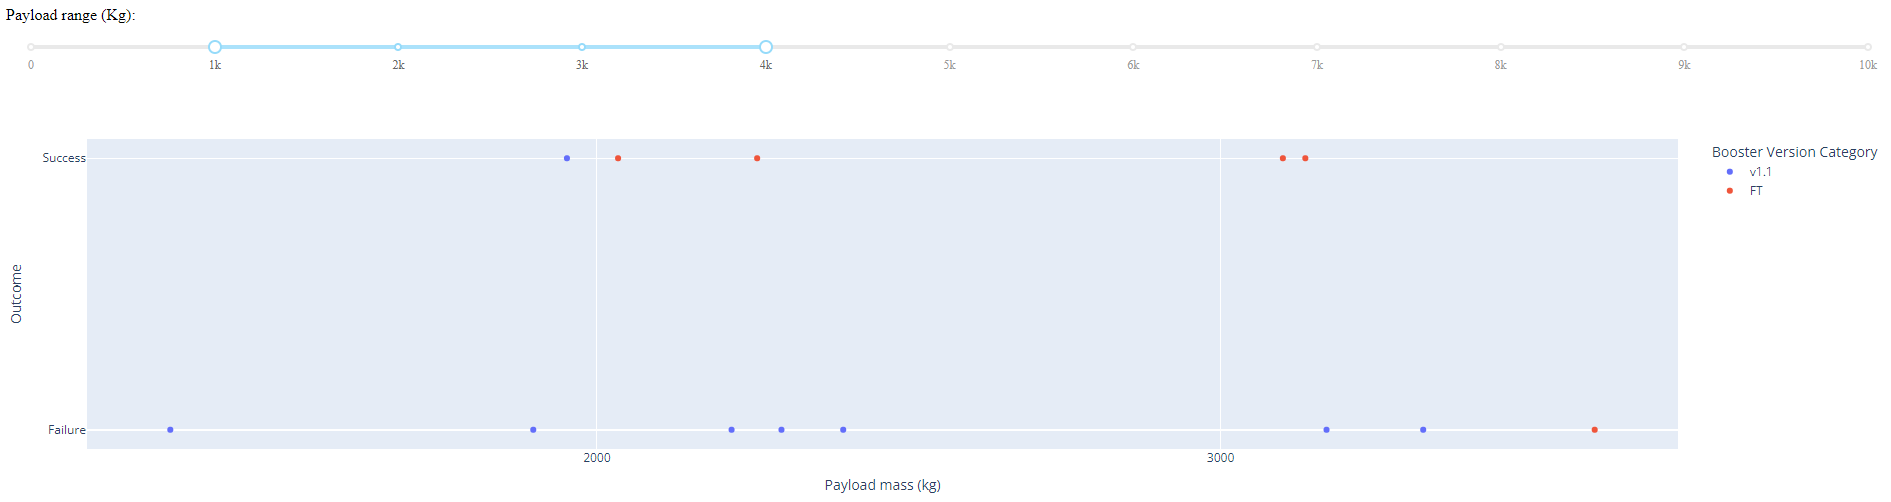 Payload range (Kg):
0 1k 2k 3k 4k 5k 6k 7k 8k 9k 10k
Success
Failure
Outcome
2000 3000
Payload mass (kg)
Booster Version Category
v1.1
FT